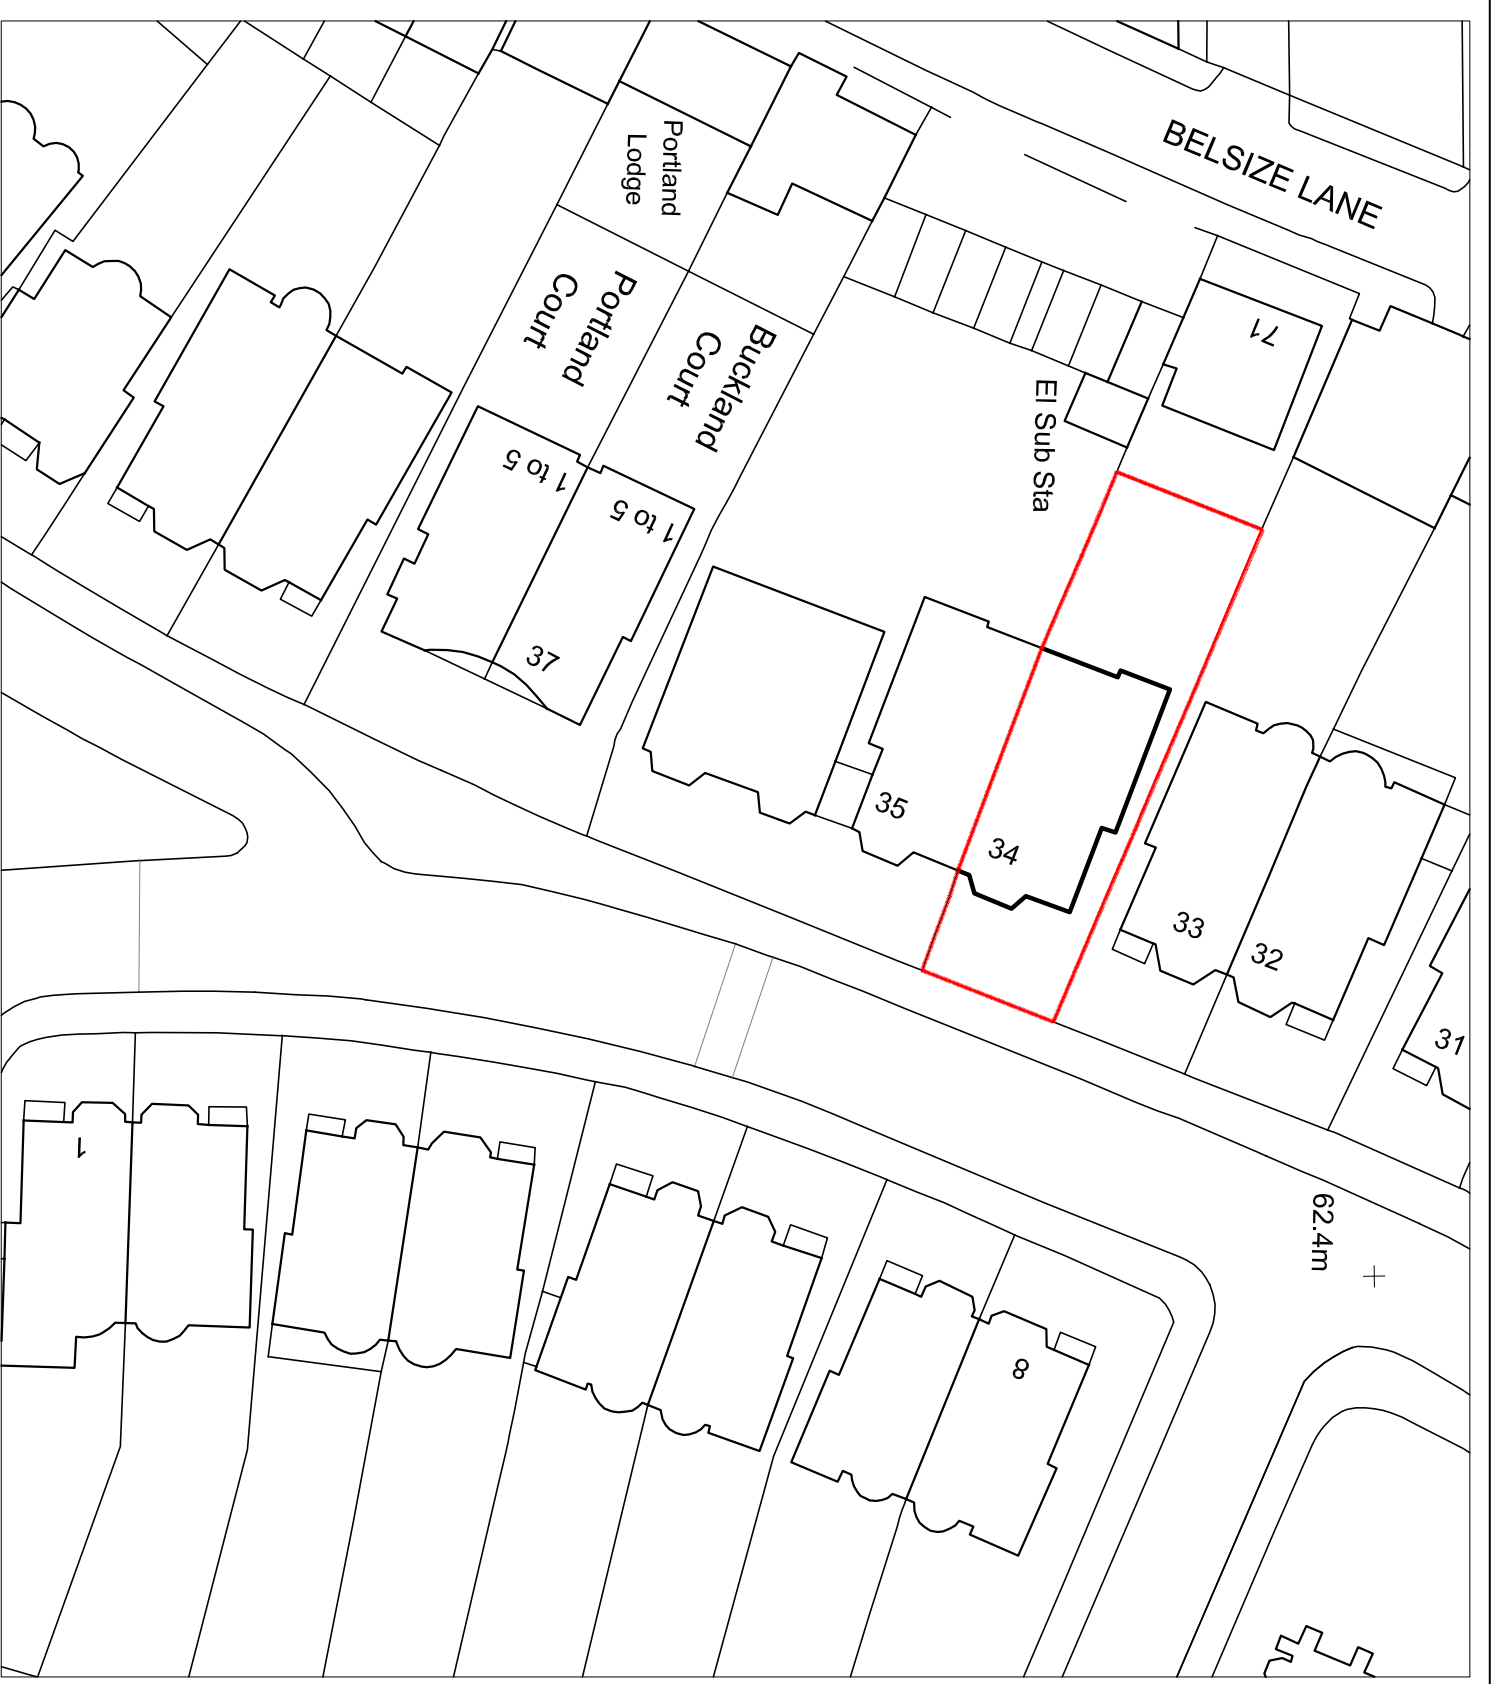 BELSIZE LANE
Portland
Lodge
Portland
Court
Buckland
Court
71
El Sub Sta
1 to 5
1 to 5
37
35
34
33
32
31
62.4m
1
8